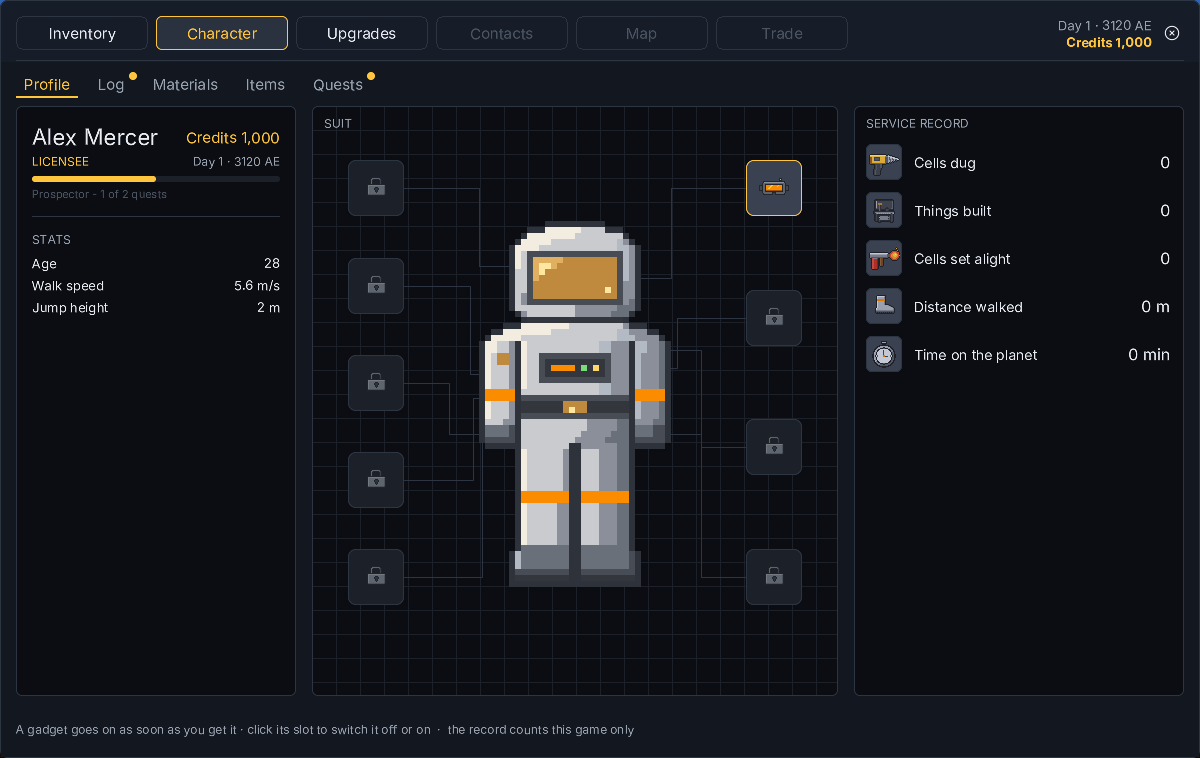 Inventory
Character
Upgrades
Contacts
Map
Trade
Day 1 · 3120 AE
Credits 1,000
Profile
Log
Materials
Items
Quests
Alex Mercer
Credits 1,000
LICENSEE
Day 1 · 3120 AE
Prospector - 1 of 2 quests
STATS
Age 28
Walk speed 5.6 m/s
Jump height 2 m
SUIT
SERVICE RECORD
Cells dug 0
Things built 0
Cells set alight 0
Distance walked 0 m
Time on the planet 0 min
A gadget goes on as soon as you get it · click its slot to switch it off or on · the record counts this game only